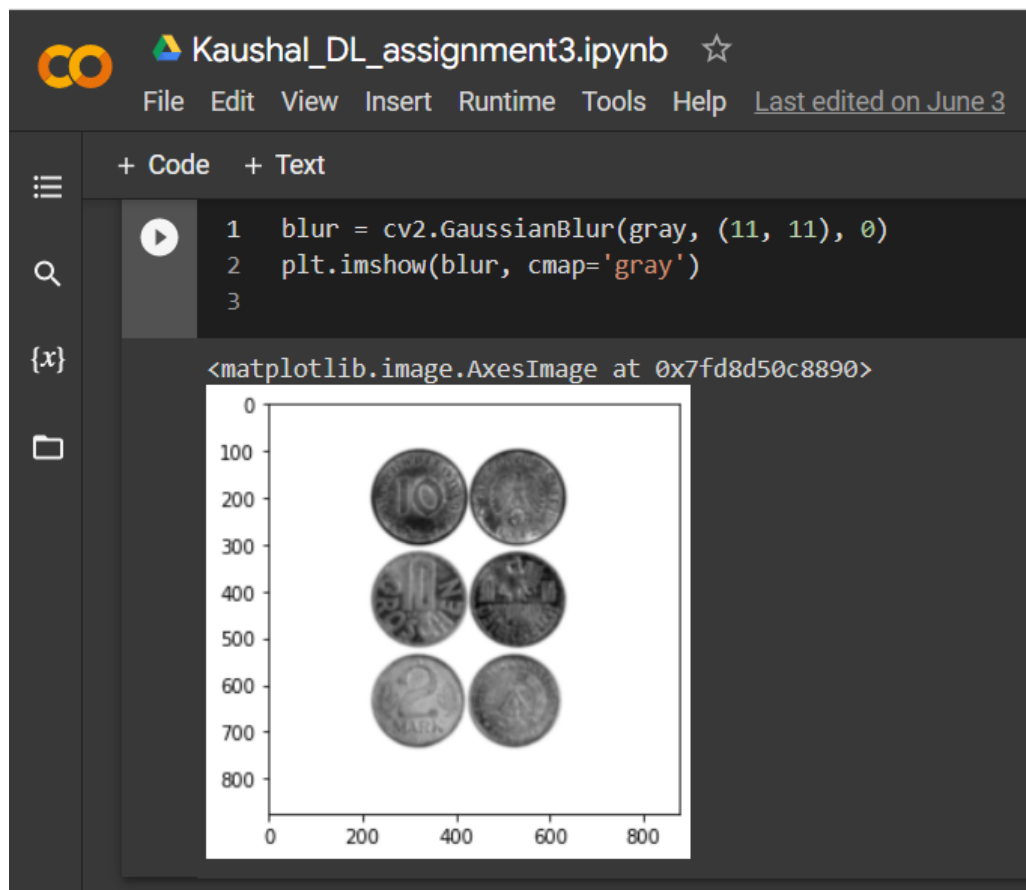 Kaushal_DL_assignment3.ipynb
File Edit View Insert Runtime Tools Help Last edited on June 3
+ Code + Text
{x}
1 blur = cv2.GaussianBlur(gray, (11, 11), 0)
2 plt.imshow(blur, cmap='gray')
3
<matplotlib.image.AxesImage at 0x7fd8d50c8890>
0
100
200
300
400
500
600
700
800
0 200 400 600 800
10
10
GROSCHEN
2
MARK